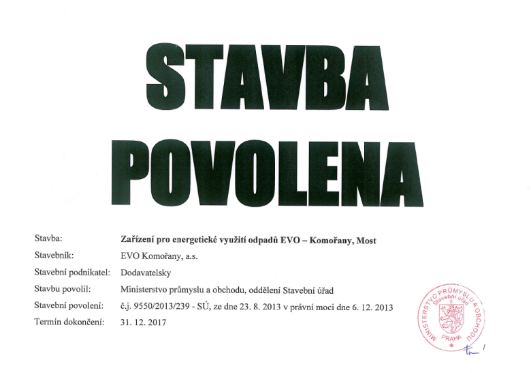 STAVBA
POVOLENA
Stavba: Zařízení pro energetické využití odpadů EVO – Komořany, Most
Stavebník: EVO Komořany, a.s.
Stavební podnikatel: Dodavatelsky
Stavbu povolil: Ministerstvo průmyslu a obchodu, oddělení Stavební úřad
Stavební povolení: č.j. 9550/2013/239 - SÚ, ze dne 23. 8. 2013 v právní moci dne 6. 12. 2013
Termín dokončení: 31. 12. 2017
MINISTERSTVO PRŮMYSLU A OBCHODU
Stavební úřad
PRAHA